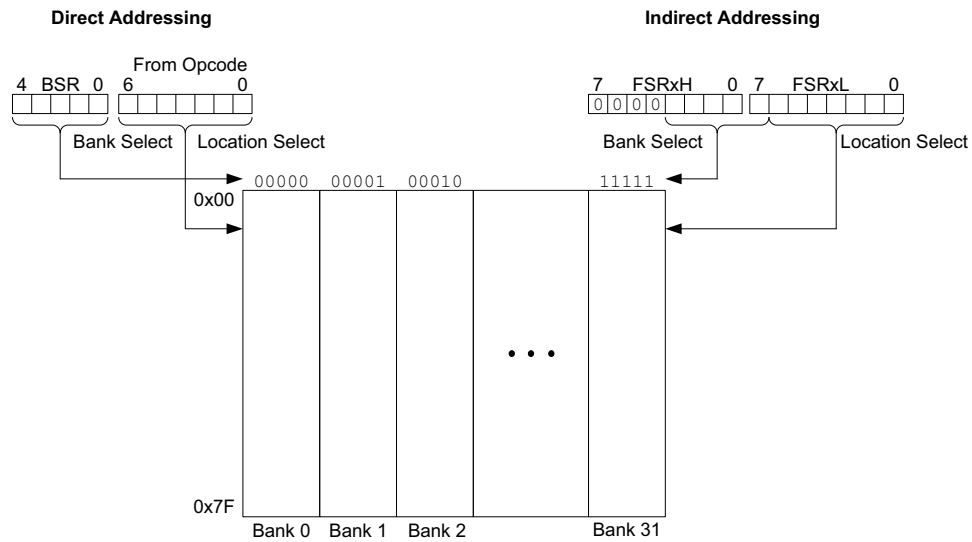 Direct Addressing Indirect Addressing
From Opcode
4 BSR 0 6 0 7 FSRxH 0 7 FSRxL 0
0 0 0 0
Bank Select Location Select Bank Select Location Select
00000 00001 00010 11111
0x00
0x7F
Bank 0 Bank 1 Bank 2 Bank 31